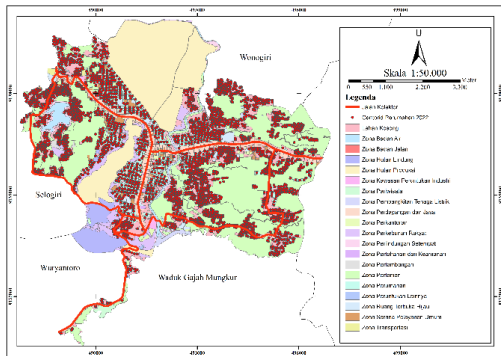 U
Skala 1:50.000
Meter
0 550 1.100 2.200 3.300
Legenda
Jalan Kolektor
Centroid Perumahan 2022
Lahan Kosong
Zona Badan Air
Zona Badan Jalan
Zona Hutan Lindung
Zona Hutan Produksi
Zona Kawasan Peruntukan Industri
Zona Pariwisata
Zona Pembangkitan Tenaga Listrik
Zona Perdagangan dan Jasa
Zona Perkantoran
Zona Perkebunan Rakyat
Zona Perlindungan Setempat
Zona Pertahanan dan Keamanan
Zona Pertambangan
Zona Pertanian
Zona Perumahan
Zona Peruntukan Lainnya
Zona Ruang Terbuka Hijau
Zona Sarana Pelayanan Umum
Zona Transportasi
Wonogiri
Selogiri
Wuryantoro
Waduk Gajah Mungkur